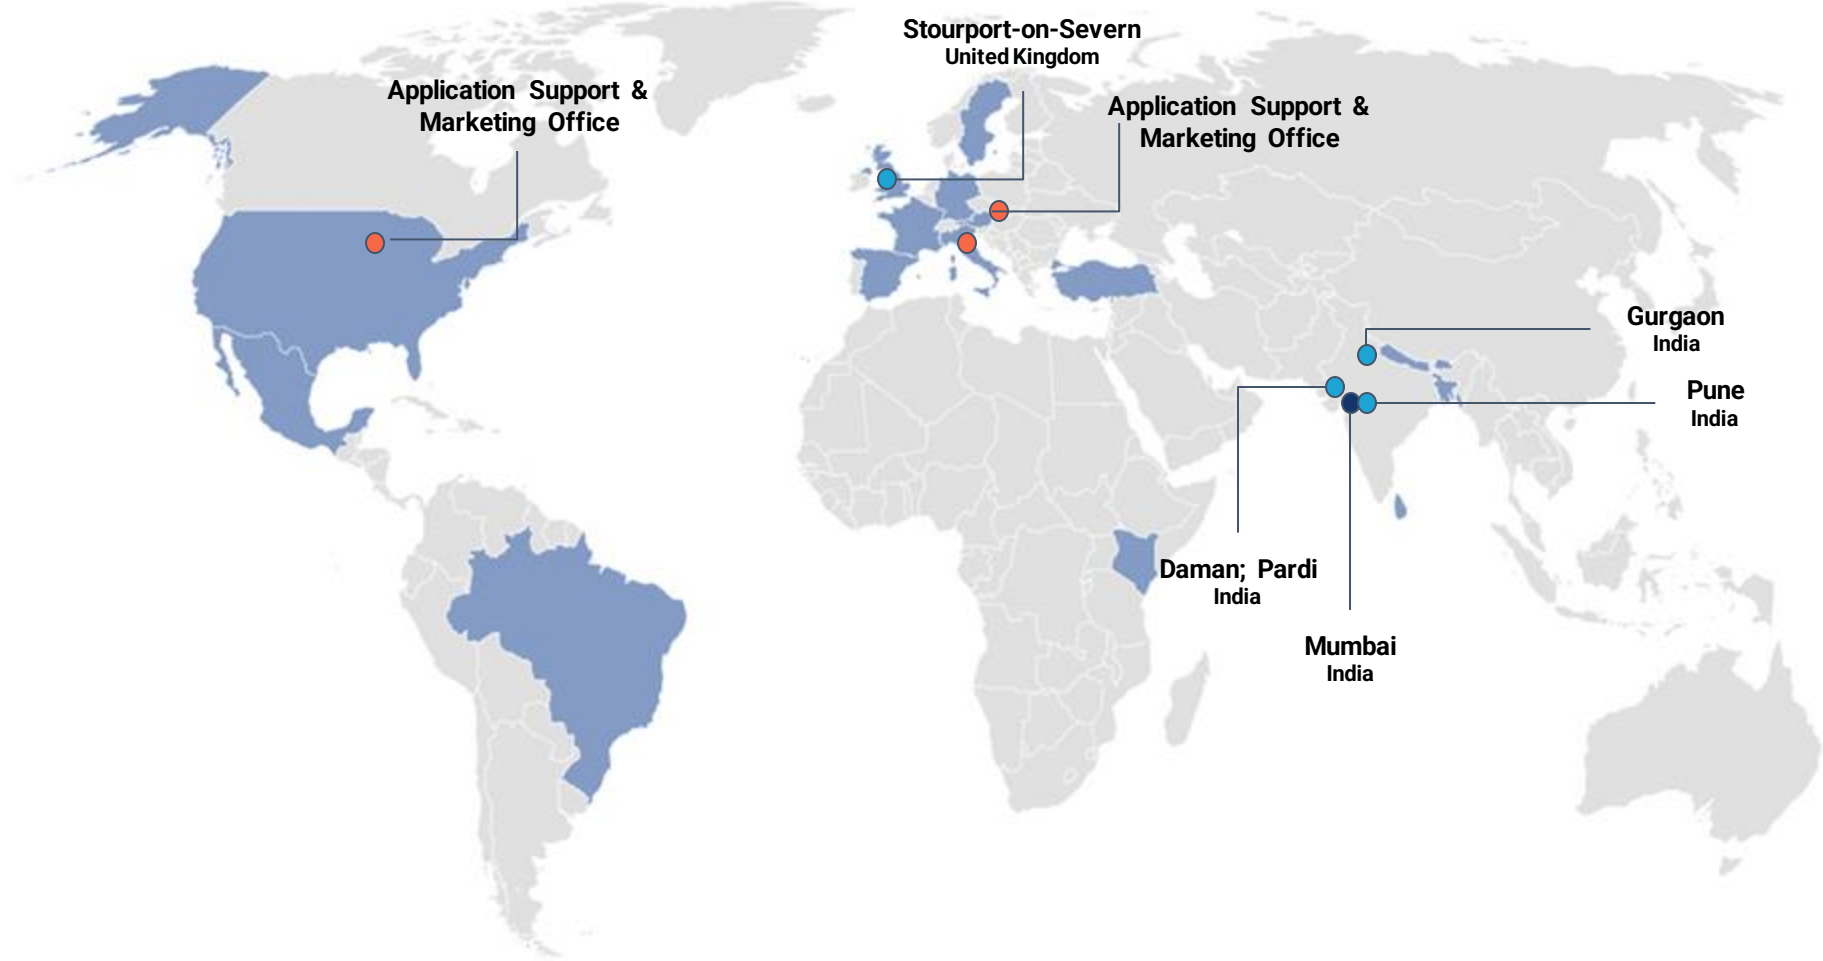 Stourport-on-Severn
United Kingdom
Application Support &
Marketing Office
Application Support &
Marketing Office
Gurgaon
India
Pune
India
Daman; Pardi
India
Mumbai
India